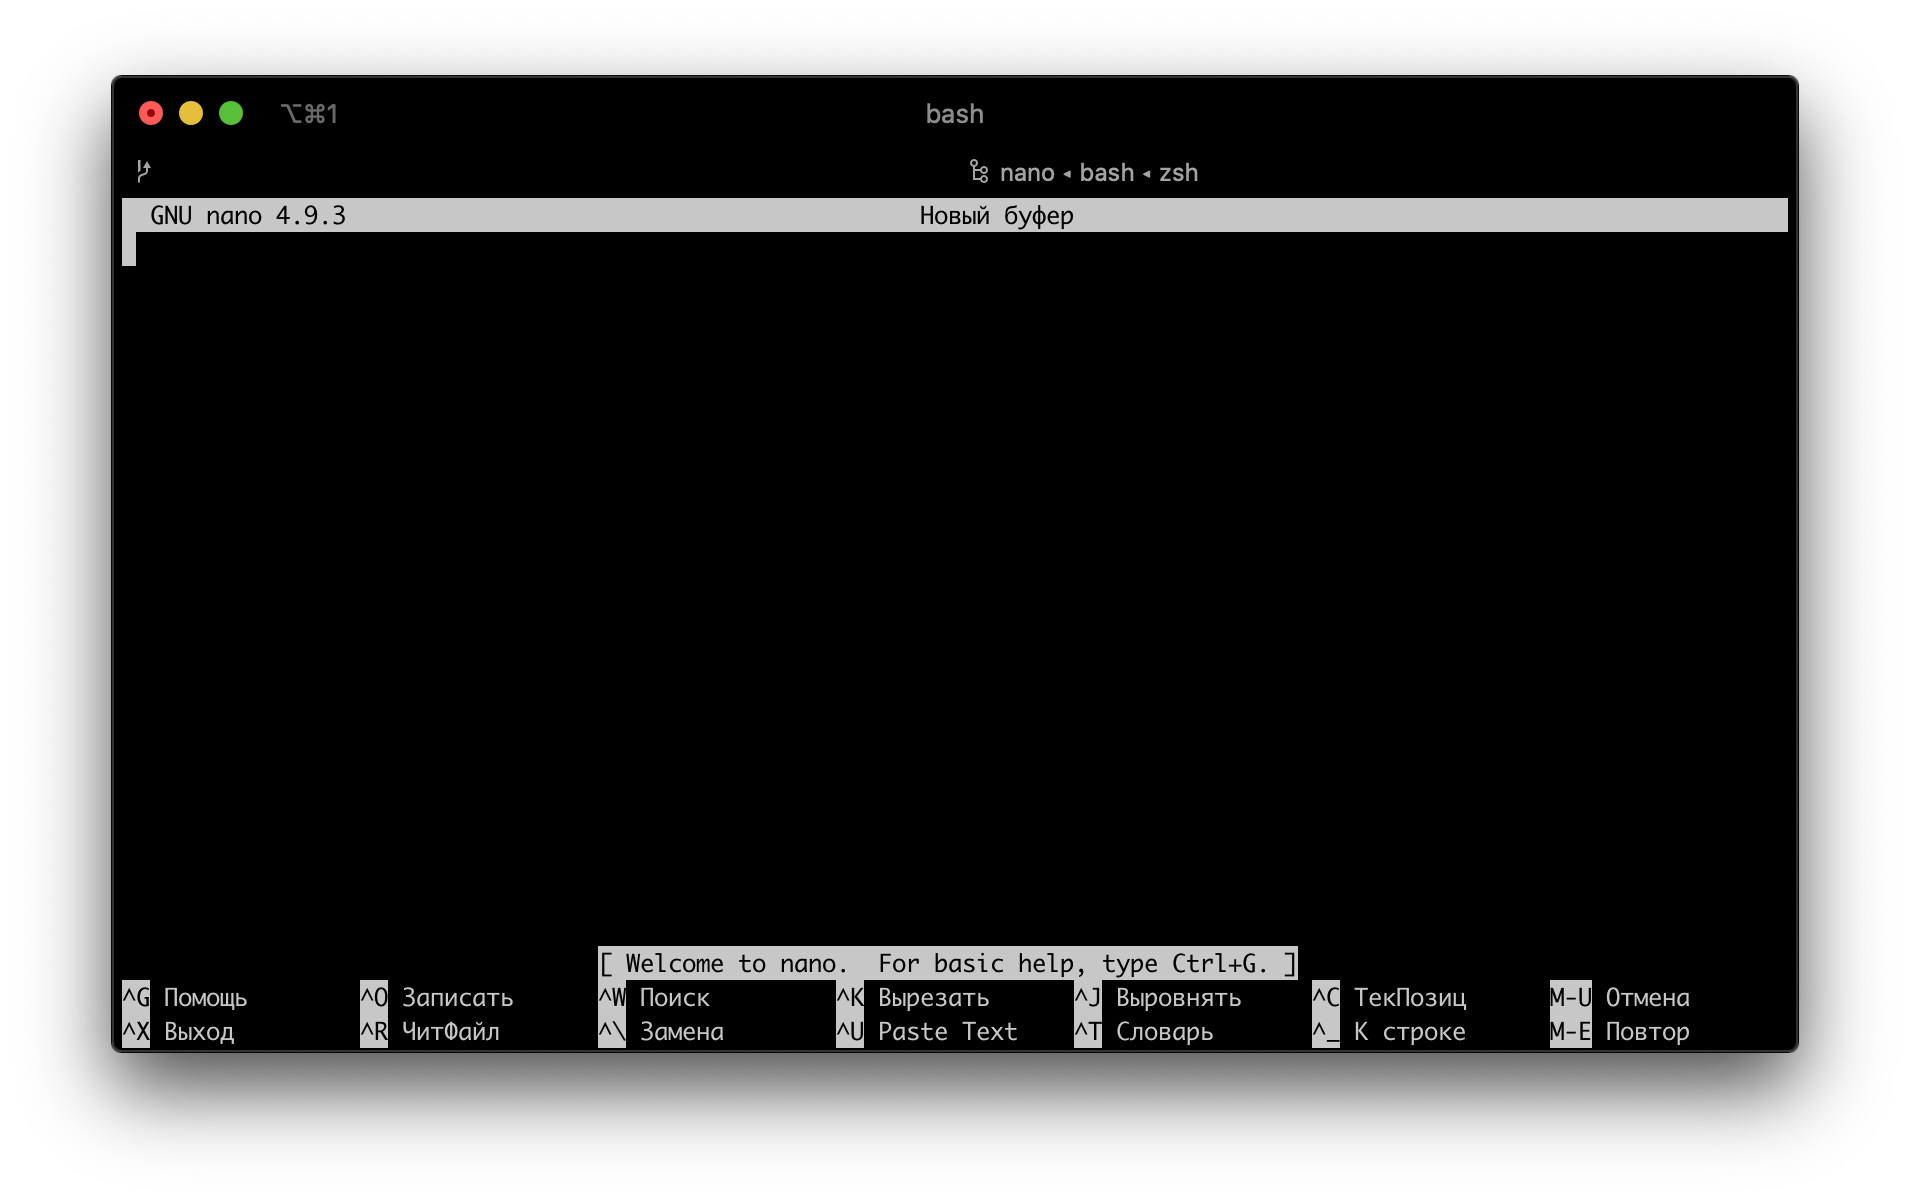 ⌥⌘1 bash
nano ◂ bash ◂ zsh
GNU nano 4.9.3 Новый буфер
[ Welcome to nano.  For basic help, type Ctrl+G. ]
^G Помощь ^O Записать ^W Поиск ^K Вырезать ^J Выровнять ^C ТекПозиц M-U Отмена
^X Выход ^R ЧитФайл ^\ Замена ^U Paste Text ^T Словарь ^_ К строке M-E Повтор